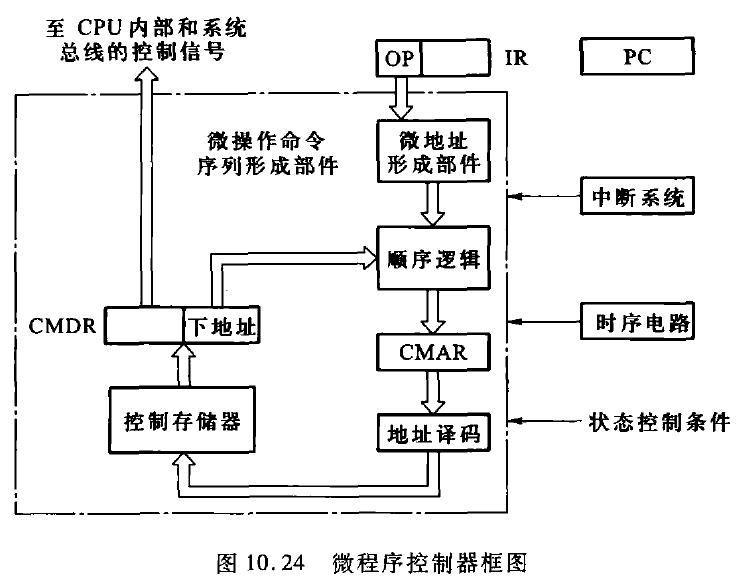 至 CPU 内部和系统
总线的控制信号
OP
IR
PC
微操作命令
序列形成部件
微地址
形成部件
中断系统
顺序逻辑
CMDR
下地址
时序电路
CMAR
控制存储器
地址译码
状态控制条件
图 10.24 微程序控制器框图